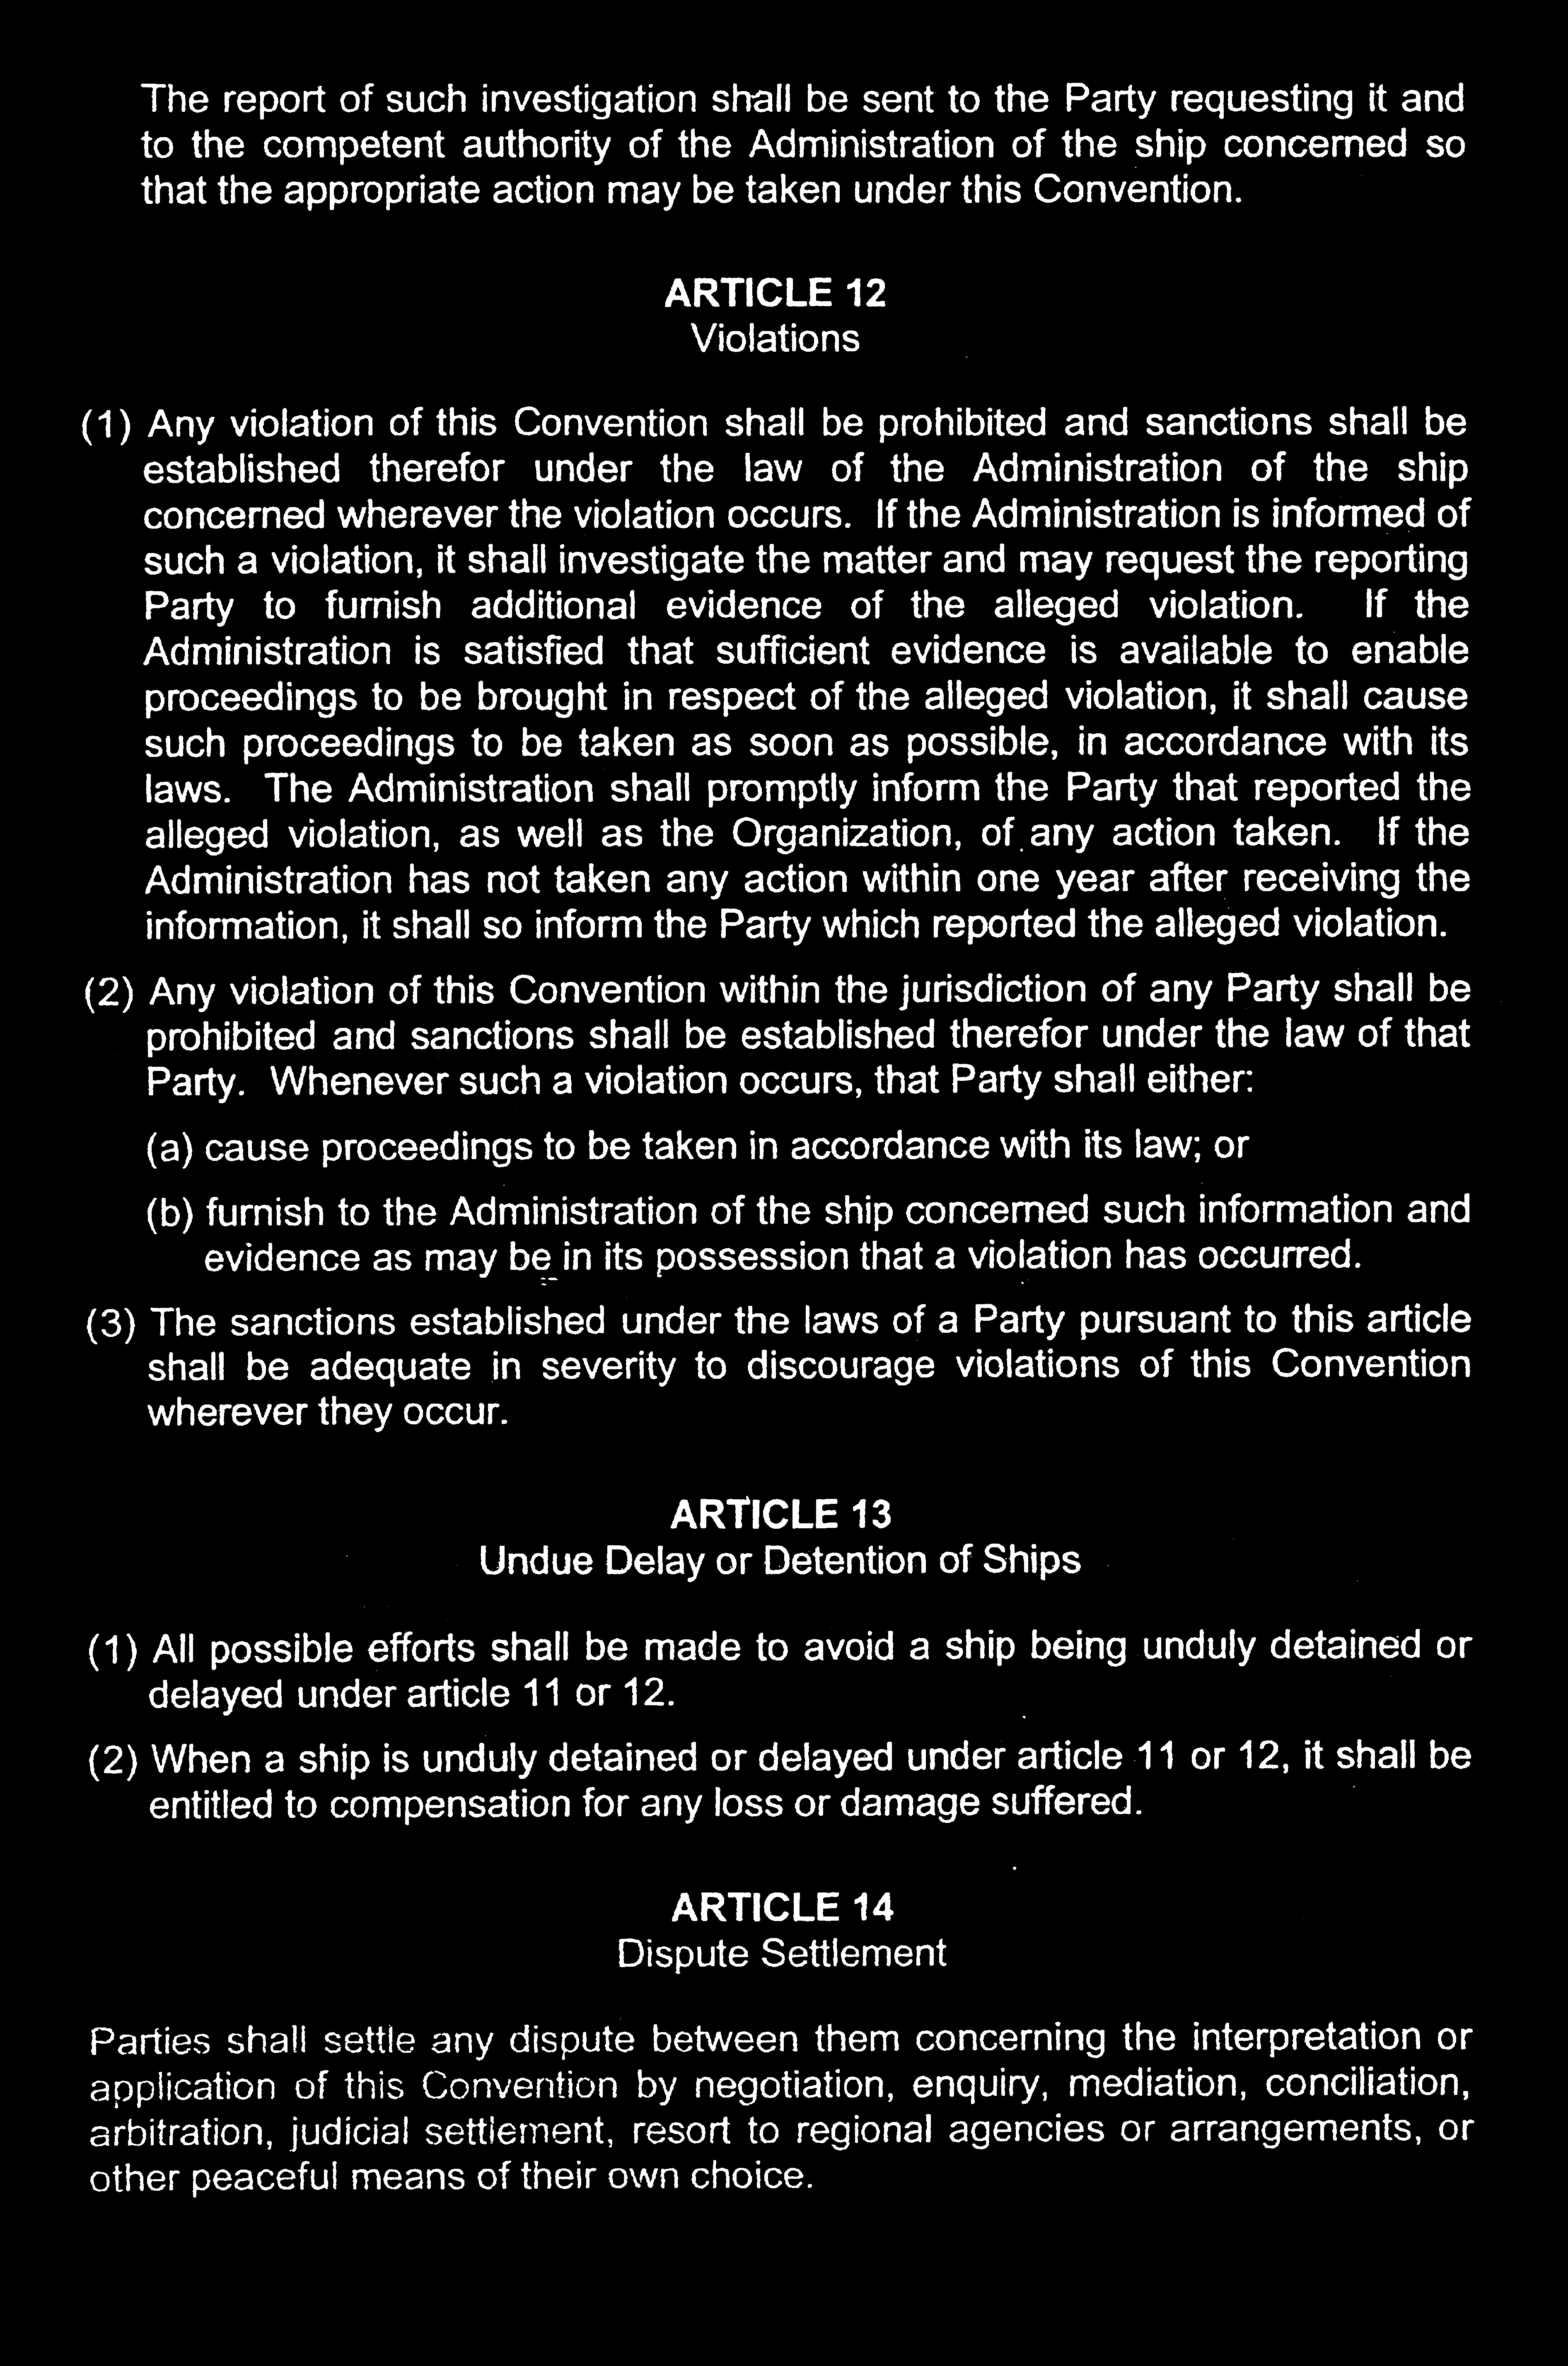 The report of such investigation shall be sent to the Party requesting it and
to the competent authority of the Administration of the ship concerned so
that the appropriate action may be taken under this Convention.
ARTICLE 12
Violations
(1) Any violation of this Convention shall be prohibited and sanctions shall be
established therefor under the law of the Administration of the ship
concerned wherever the violation occurs. If the Administration is informed of
such a violation, it shall investigate the matter and may request the reporting
Party to furnish additional evidence of the alleged violation. If the
Administration is satisfied that sufficient evidence is available to enable
proceedings to be brought in respect of the alleged violation, it shall cause
such proceedings to be taken as soon as possible, in accordance with its
laws. The Administration shall promptly inform the Party that reported the
alleged violation, as well as the Organization, of any action taken. If the
Administration has not taken any action within one year after receiving the
information, it shall so inform the Party which reported the alleged violation.
(2) Any violation of this Convention within the jurisdiction of any Party shall be
prohibited and sanctions shall be established therefor under the law of that
Party. Whenever such a violation occurs, that Party shall either:
(a) cause proceedings to be taken in accordance with its law; or
(b) furnish to the Administration of the ship concerned such information and
evidence as may be in its possession that a violation has occurred.
(3) The sanctions established under the laws of a Party pursuant to this article
shall be adequate in severity to discourage violations of this Convention
wherever they occur.
ARTICLE 13
Undue Delay or Detention of Ships
(1) All possible efforts shall be made to avoid a ship being unduly detained or
delayed under article 11 or 12.
(2) When a ship is unduly detained or delayed under article 11 or 12, it shall be
entitled to compensation for any loss or damage suffered.
ARTICLE 14
Dispute Settlement
Parties shall settle any dispute between them concerning the interpretation or
application of this Convention by negotiation, enquiry, mediation, conciliation,
arbitration, judicial settlement, resort to regional agencies or arrangements, or
other peaceful means of their own choice.